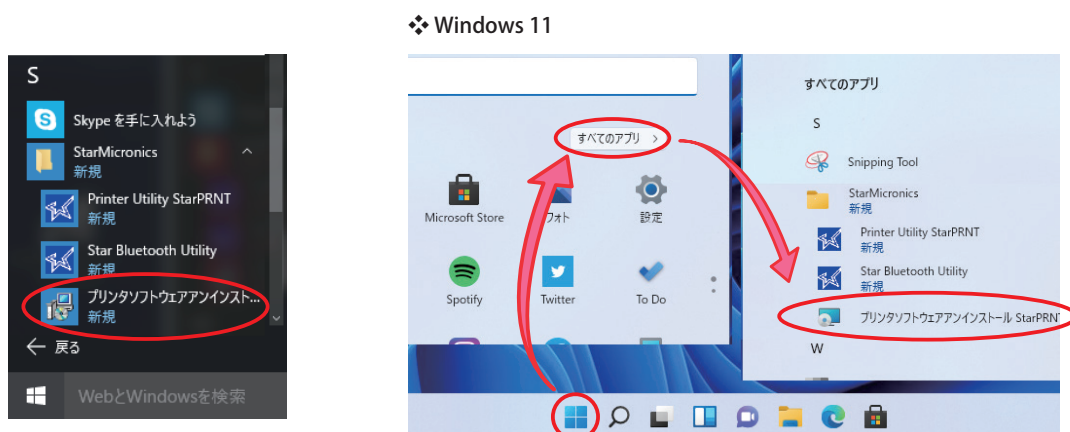 ❖ Windows 11
S
Skype を手に入れよう
StarMicronics
新規
Printer Utility StarPRNT
新規
Star Bluetooth Utility
新規
プリンタソフトウェアアンインスト...
新規
← 戻る
WebとWindowsを検索
すべてのアプリ >
Microsoft Store
フォト
設定
Spotify
Twitter
To Do
すべてのアプリ
S
Snipping Tool
StarMicronics
新規
Printer Utility StarPRNT
新規
Star Bluetooth Utility
新規
プリンタソフトウェアアンインストール StarPRNT
W